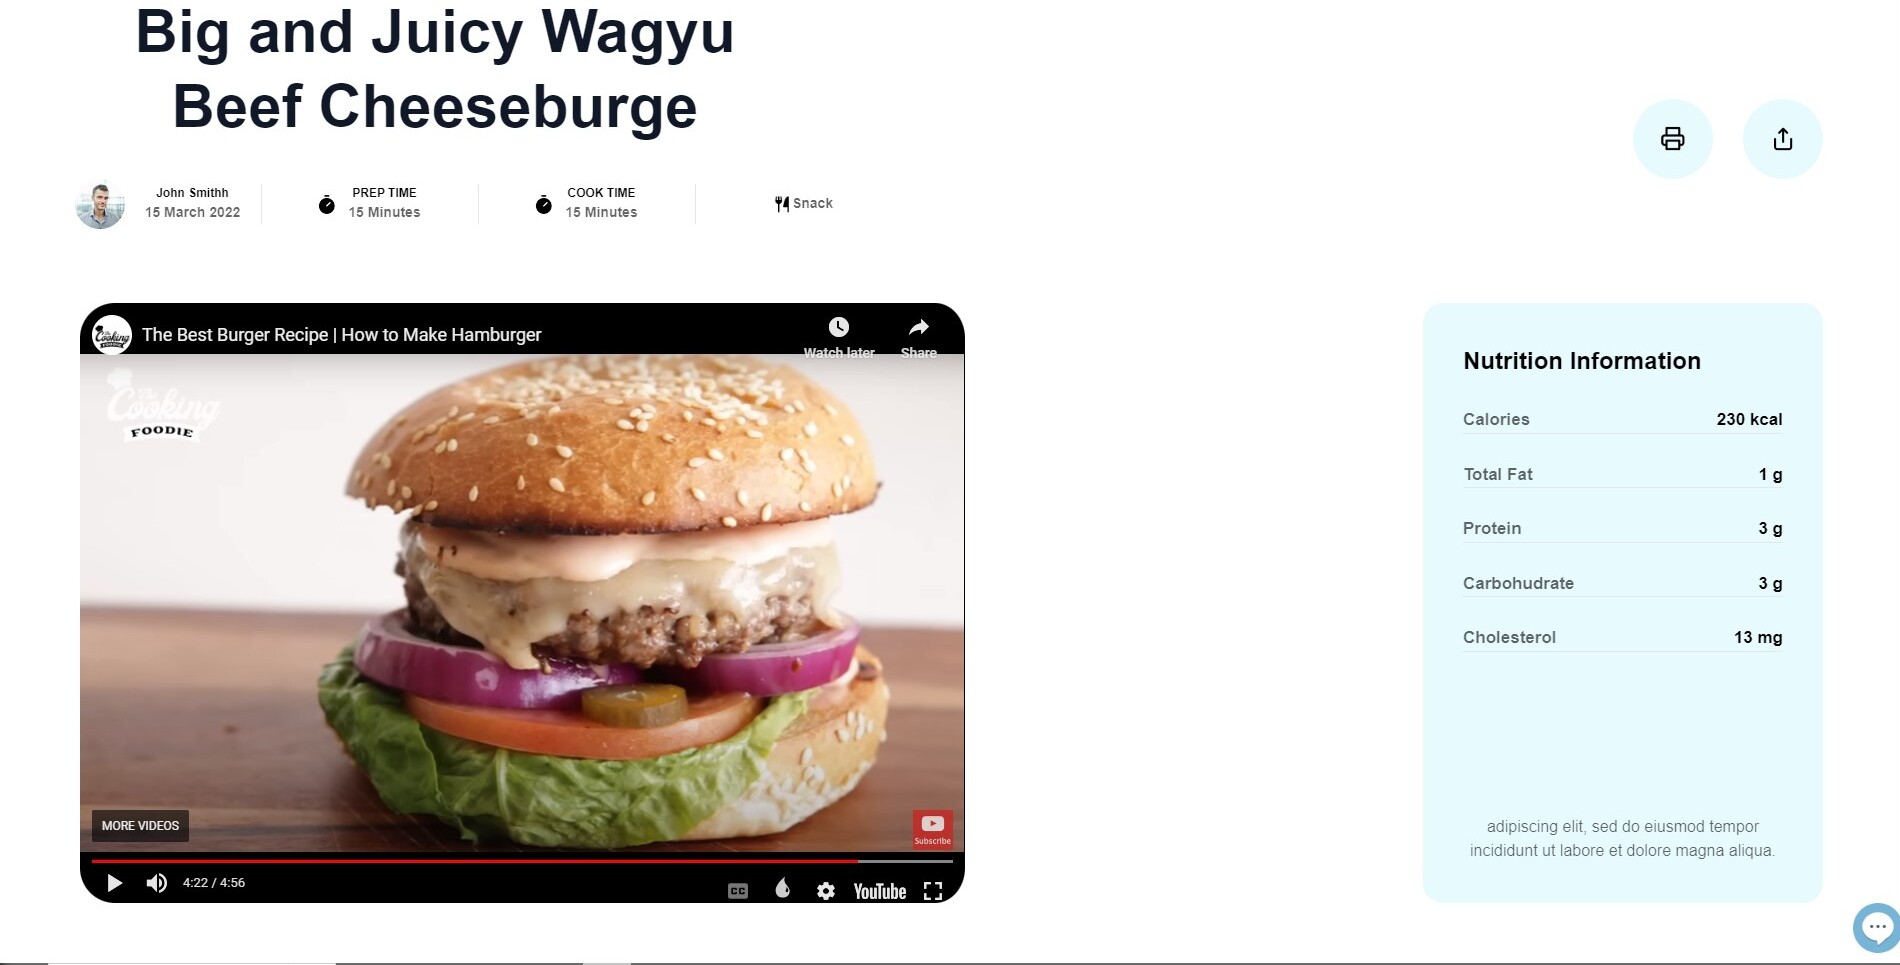 Big and Juicy Wagyu
Beef Cheeseburge
John Smithh
15 March 2022
PREP TIME
15 Minutes
COOK TIME
15 Minutes
Snack
The Cooking FOODIE
The Best Burger Recipe | How to Make Hamburger
Watch later
Share
The
Cooking
FOODIE
MORE VIDEOS
Subscribe
4:22 / 4:56
CC
YouTube
Nutrition Information
Calories 230 kcal
Total Fat 1 g
Protein 3 g
Carbohudrate 3 g
Cholesterol 13 mg
adipiscing elit, sed do eiusmod tempor
incididunt ut labore et dolore magna aliqua.